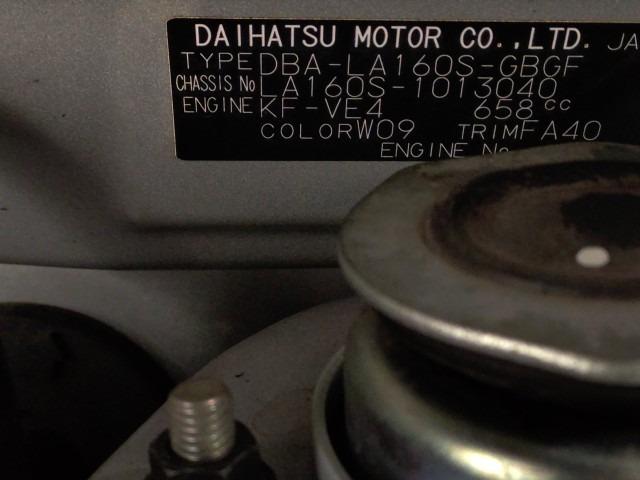 DAIHATSU MOTOR CO.,LTD. JA
TYPE DBA-LA160S-GBGF
CHASSIS No LA160S-1013040
ENGINE KF-VE4 658cc
COLOR W09 TRIM FA40
ENGINE No